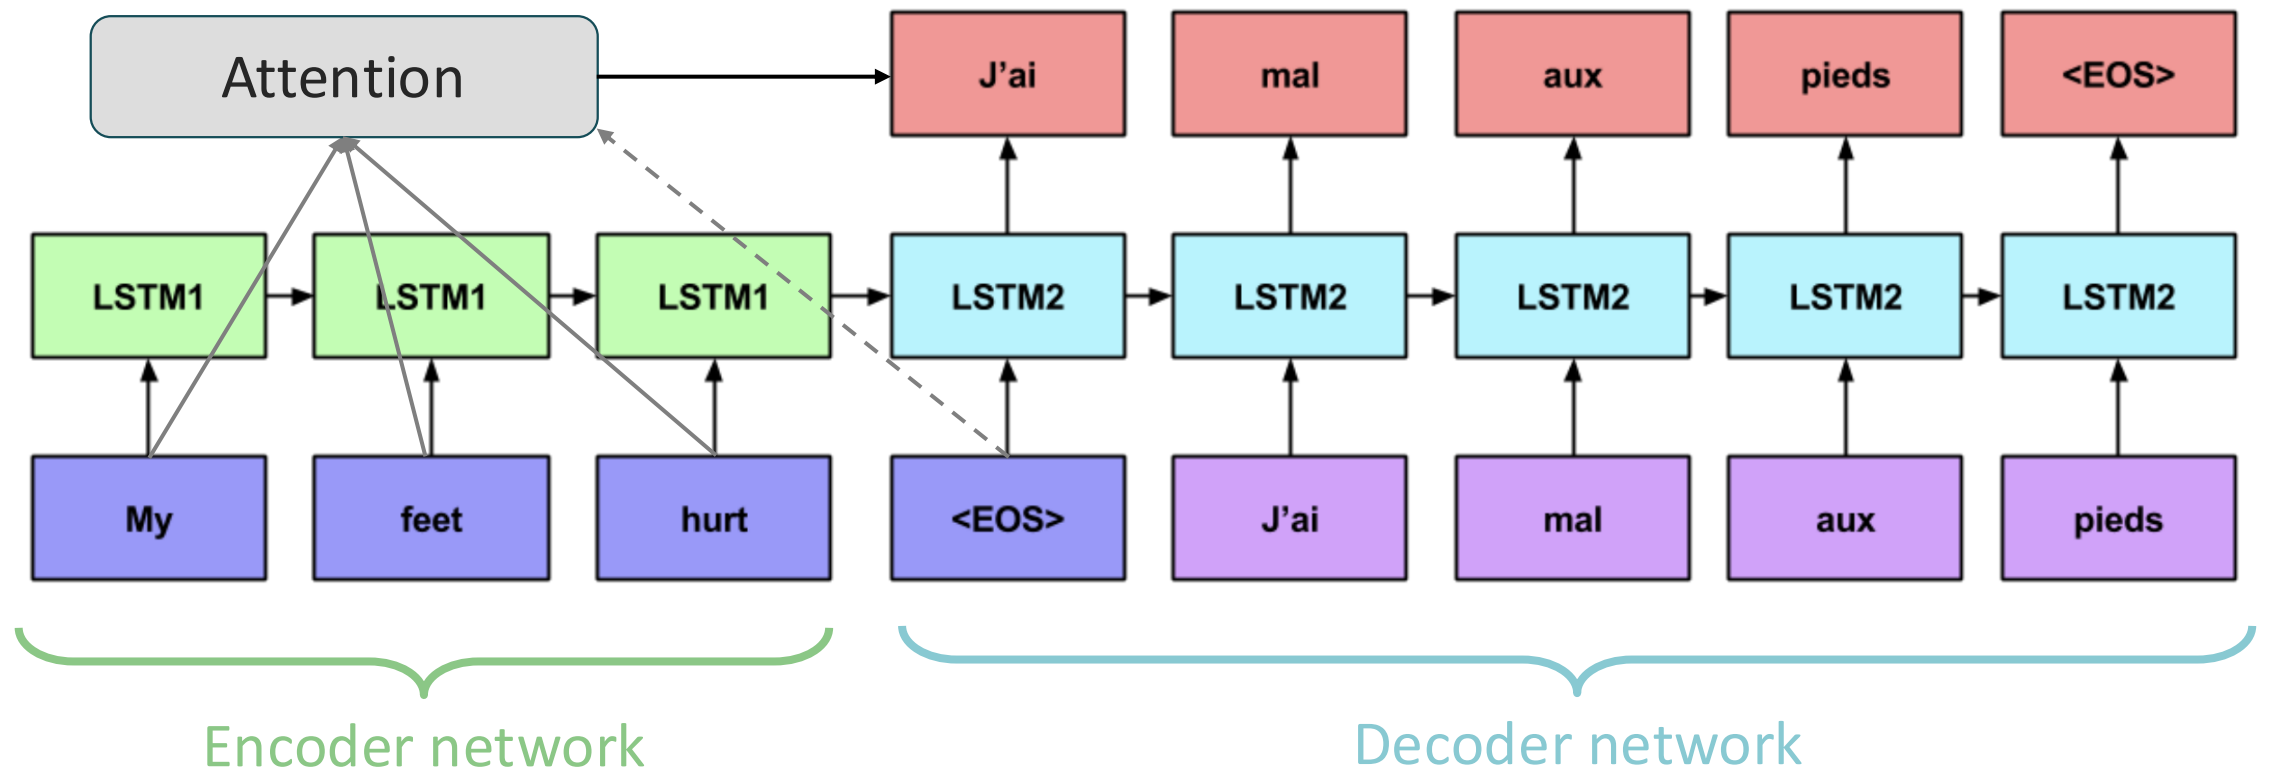 Attention
J’ai mal aux pieds <EOS>
LSTM1 LSTM1 LSTM1 LSTM2 LSTM2 LSTM2 LSTM2 LSTM2
My feet hurt <EOS> J’ai mal aux pieds
Encoder network
Decoder network